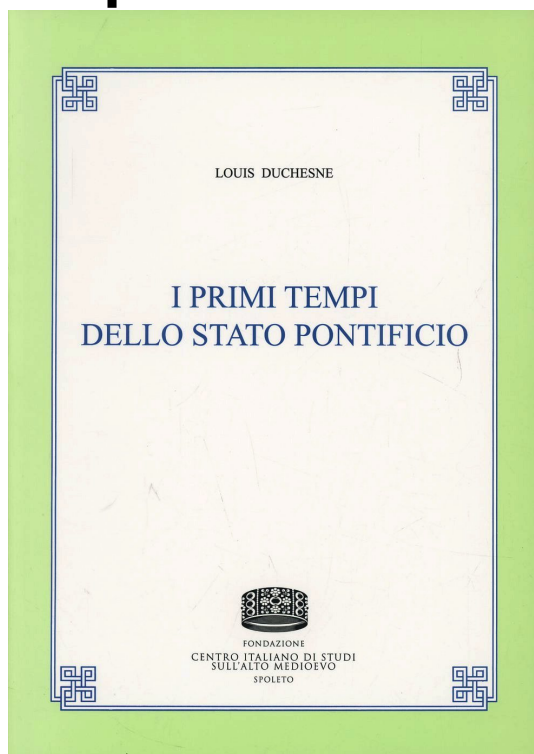 LOUIS DUCHESNE
I PRIMI TEMPI
DELLO STATO PONTIFICIO
FONDAZIONE
CENTRO ITALIANO DI STUDI
SULL'ALTO MEDIOEVO
SPOLETO